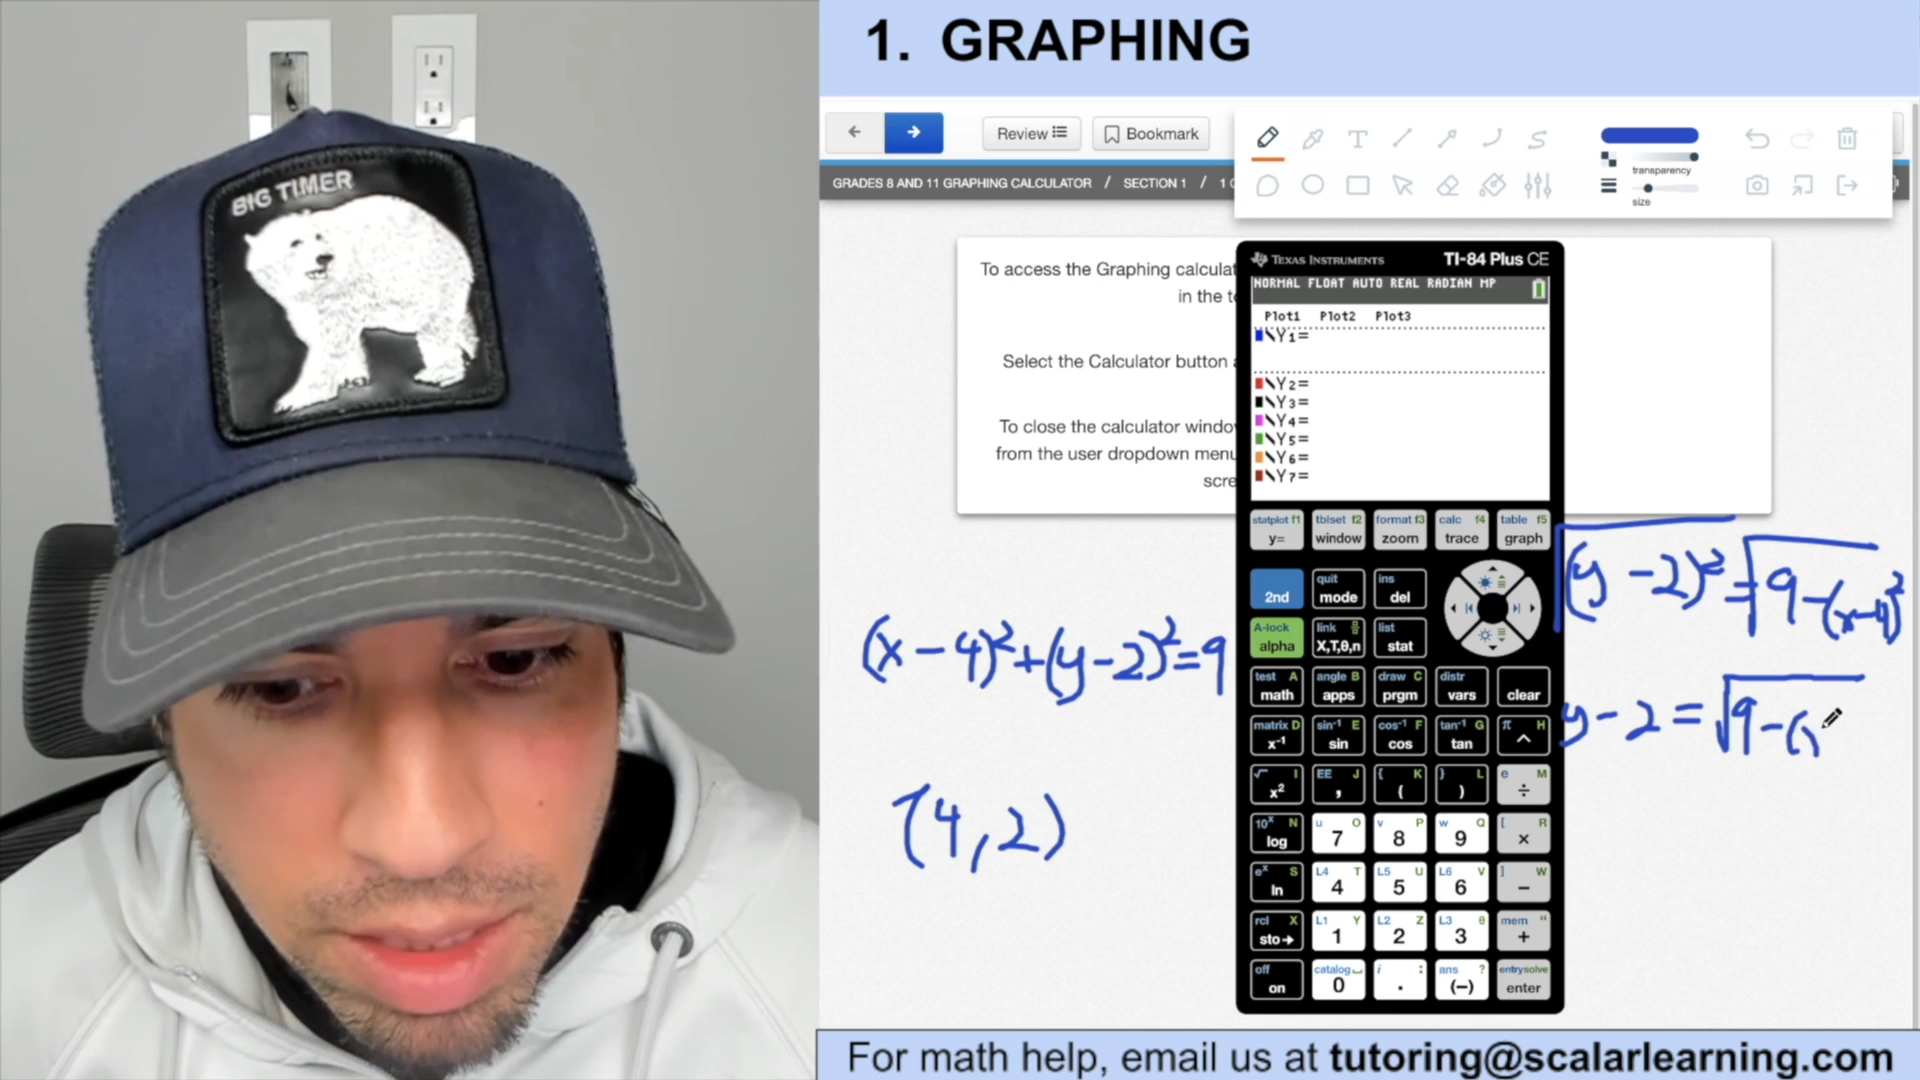 BIG TIMER
1. GRAPHING
Review
Bookmark
transparency
size
GRADES 8 AND 11 GRAPHING CALCULATOR / SECTION 1 / 1
To access the Graphing
in the
Select the Calculator button
To close the calculator
from the user dropdown menu
TEXAS INSTRUMENTS TI-84 Plus CE
NORMAL FLOAT AUTO REAL RADIAN MP
Plot1 Plot2 Plot3
\Y1=
\Y2=
\Y3=
\Y4=
\Y5=
\Y6=
\Y7=
statplot f1 tblset f2 format f3 calc f4 table f5
y= window zoom trace graph
quit ins
2nd mode del
A-lock link list
alpha X,T,θ,n stat
test A angle B draw C distr
math apps prgm vars clear
matrix D sin⁻¹ E cos⁻¹ F tan⁻¹ G π H
x⁻¹ sin cos tan ^
√ I EE J { K } L e M
x² , ( ) ÷
10ˣ N u O v P w Q [ R
log 7 8 9 ×
eˣ S L4 T L5 U L6 V ] W
ln 4 5 6 −
rcl X L1 Y L2 Z L3 θ mem "
sto→ 1 2 3 +
off catalog i : ans ? entry solve
on 0 . (−) enter
(x-4)²+(y-2)²=9
(4,2)
√(y-2)² = √9-(x-4)²
y-2 = √9-(x
For math help, email us at tutoring@scalarlearning.com